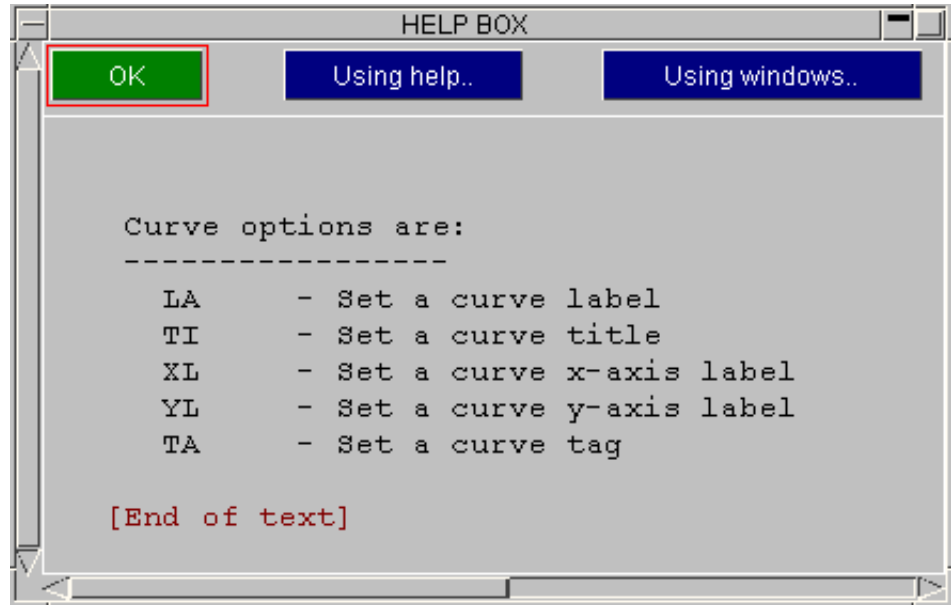 HELP BOX
OK Using help.. Using windows..
Curve options are:
-----------------
LA - Set a curve label
TI - Set a curve title
XL - Set a curve x-axis label
YL - Set a curve y-axis label
TA - Set a curve tag
[End of text]